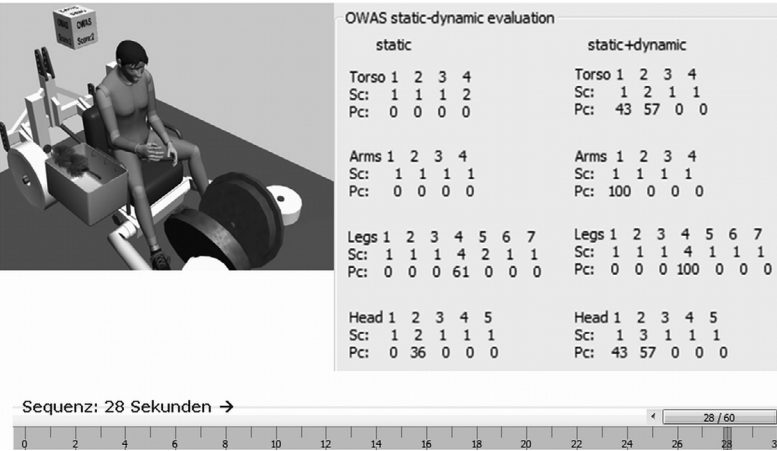 OWAS static-dynamic evaluation
static
Torso 1 2 3 4
Sc: 1 1 1 2
Pc: 0 0 0 0
Arms 1 2 3 4
Sc: 1 1 1 1
Pc: 0 0 0 0
Legs 1 2 3 4 5 6 7
Sc: 1 1 1 4 2 1 1
Pc: 0 0 0 61 0 0 0
Head 1 2 3 4 5
Sc: 1 2 1 1 1
Pc: 0 36 0 0 0
static+dynamic
Torso 1 2 3 4
Sc: 1 2 1 1
Pc: 43 57 0 0
Arms 1 2 3 4
Sc: 1 1 1 1
Pc: 100 0 0 0
Legs 1 2 3 4 5 6 7
Sc: 1 1 1 4 1 1 1
Pc: 0 0 0 100 0 0 0
Head 1 2 3 4 5
Sc: 1 3 1 1 1
Pc: 43 57 0 0 0
OWAS
Sequenz: 28 Sekunden →
28 / 60
0 2 4 6 8 10 12 14 16 18 20 22 24 26 28